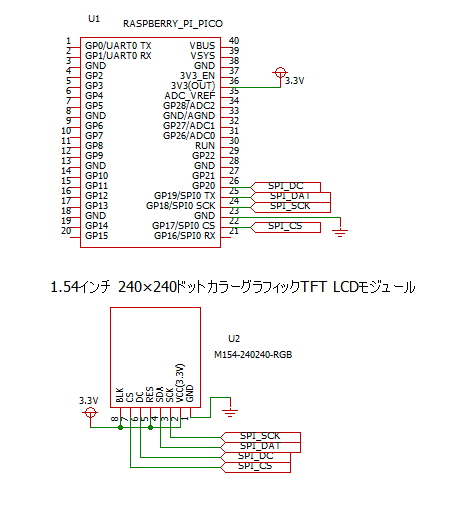 U1
RASPBERRY_PI_PICO
1 GP0/UART0 TX VBUS 40
2 GP1/UART0 RX VSYS 39
3 GND GND 38
4 GP2 3V3_EN 37
5 GP3 3V3(OUT) 36
3.3V
6 GP4 ADC_VREF 35
7 GP5 GP28/ADC2 34
8 GND GND/AGND 33
9 GP6 GP27/ADC1 32
10 GP7 GP26/ADC0 31
11 GP8 RUN 30
12 GP9 GP22 29
13 GND GND 28
14 GP10 GP21 27
15 GP11 GP20 26 SPI_DC
16 GP12 GP19/SPI0 TX 25 SPI_DAT
17 GP13 GP18/SPI0 SCK 24 SPI_SCK
18 GND GND 23
19 GP14 GP17/SPI0 CS 22 SPI_CS
20 GP15 GP16/SPI0 RX 21
1.54インチ 240×240ドットカラーグラフィックTFT LCDモジュール
U2
M154-240240-RGB
3.3V
BLK CS DC RES SDA SCK VCC(3.3V) GND
8 7 6 5 4 3 2 1
SPI_SCK
SPI_DAT
SPI_DC
SPI_CS